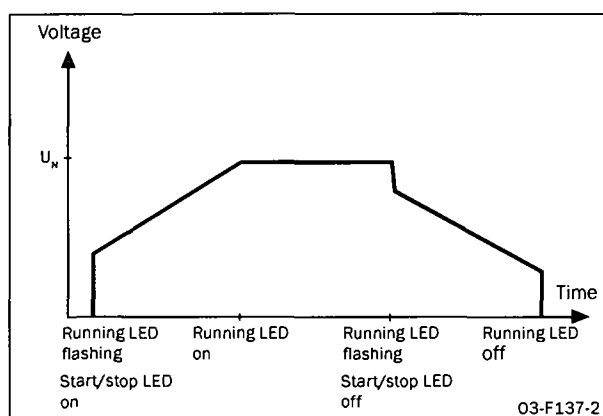 Voltage
U_N
Time
Running LED
flashing
Running LED
on
Running LED
flashing
Running LED
off
Start/stop LED
on
Start/stop LED
off
03-F137-2